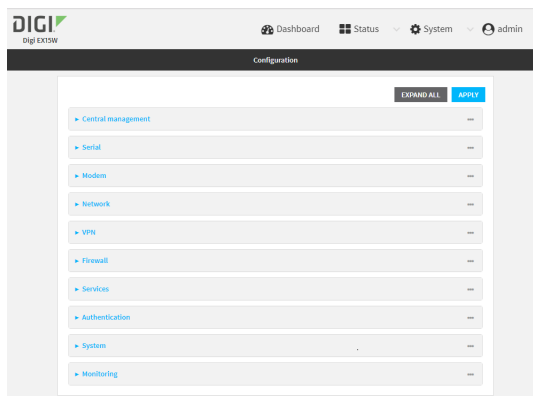 DIGI
Digi EX15W
Dashboard Status System admin
Configuration
EXPAND ALL APPLY
Central management
Serial
Modem
Network
VPN
Firewall
Services
Authentication
System
Monitoring